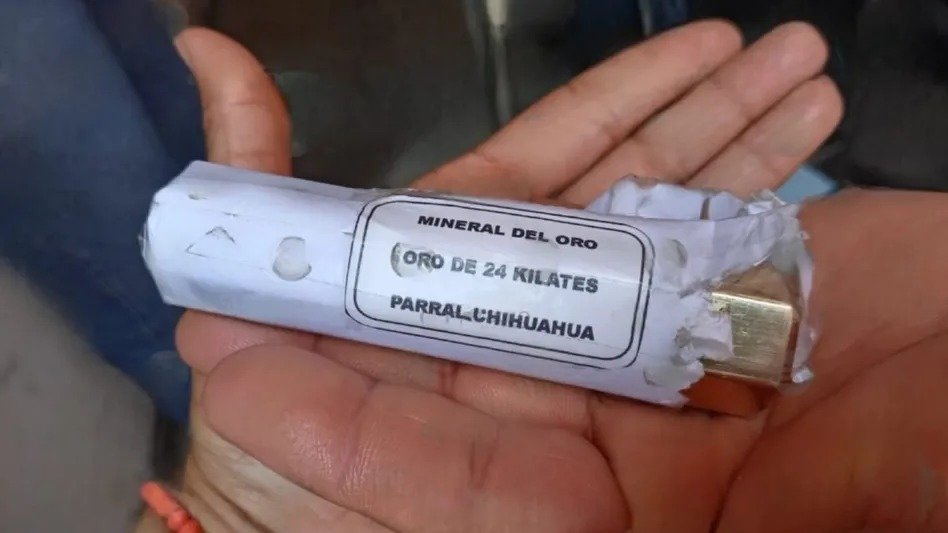 MINERAL DEL ORO
ORO DE 24 KILATES
PARRAL CHIHUAHUA